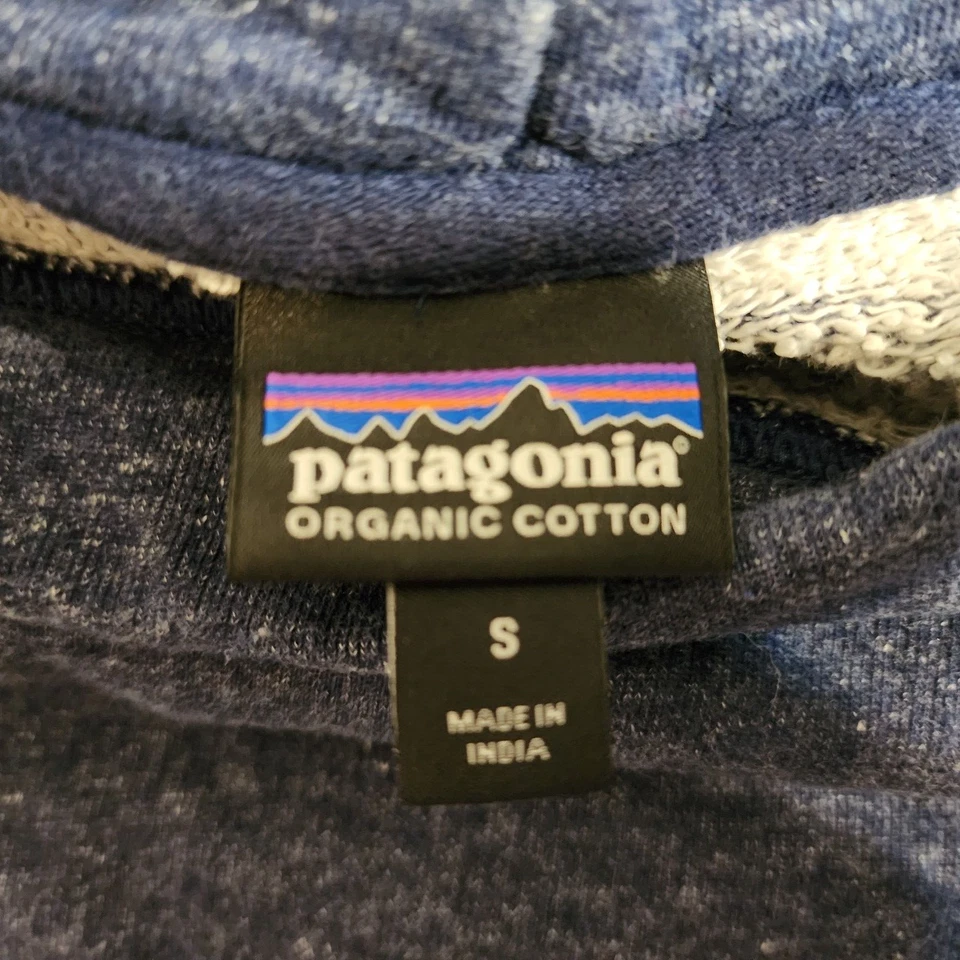 patagonia®
ORGANIC COTTON
S
MADE IN
INDIA